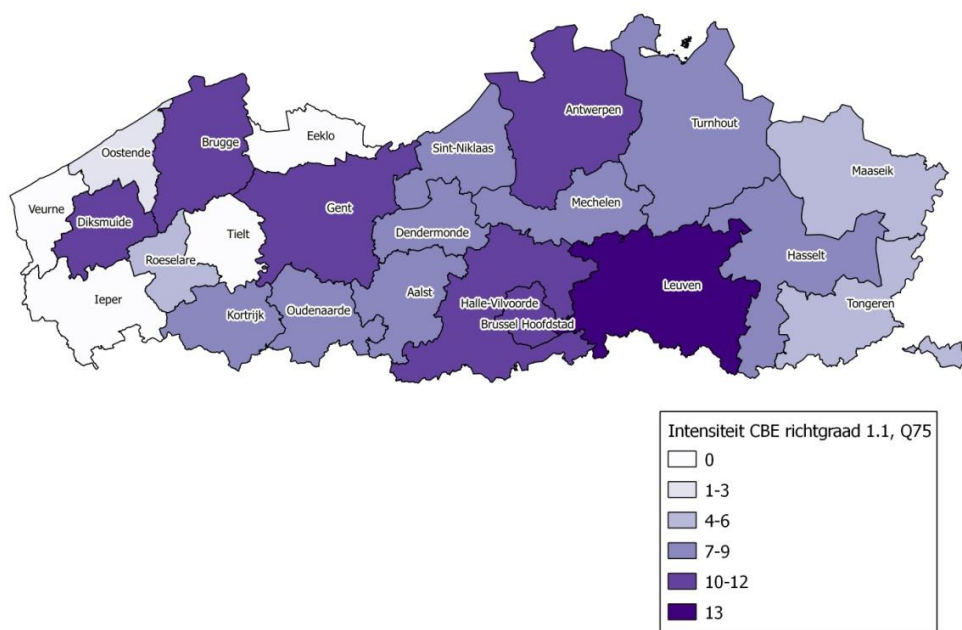 Antwerpen
Turnhout
Eeklo
Brugge
Oostende
Sint-Niklaas
Maaseik
Mechelen
Veurne
Gent
Diksmuide
Tielt
Dendermonde
Roeselare
Hasselt
Leuven
Aalst
Ieper
Halle-Vilvoorde
Tongeren
Oudenaarde
Kortrijk
Brussel Hoofdstad
Intensiteit CBE richtgraad 1.1, Q75
0
1-3
4-6
7-9
10-12
13